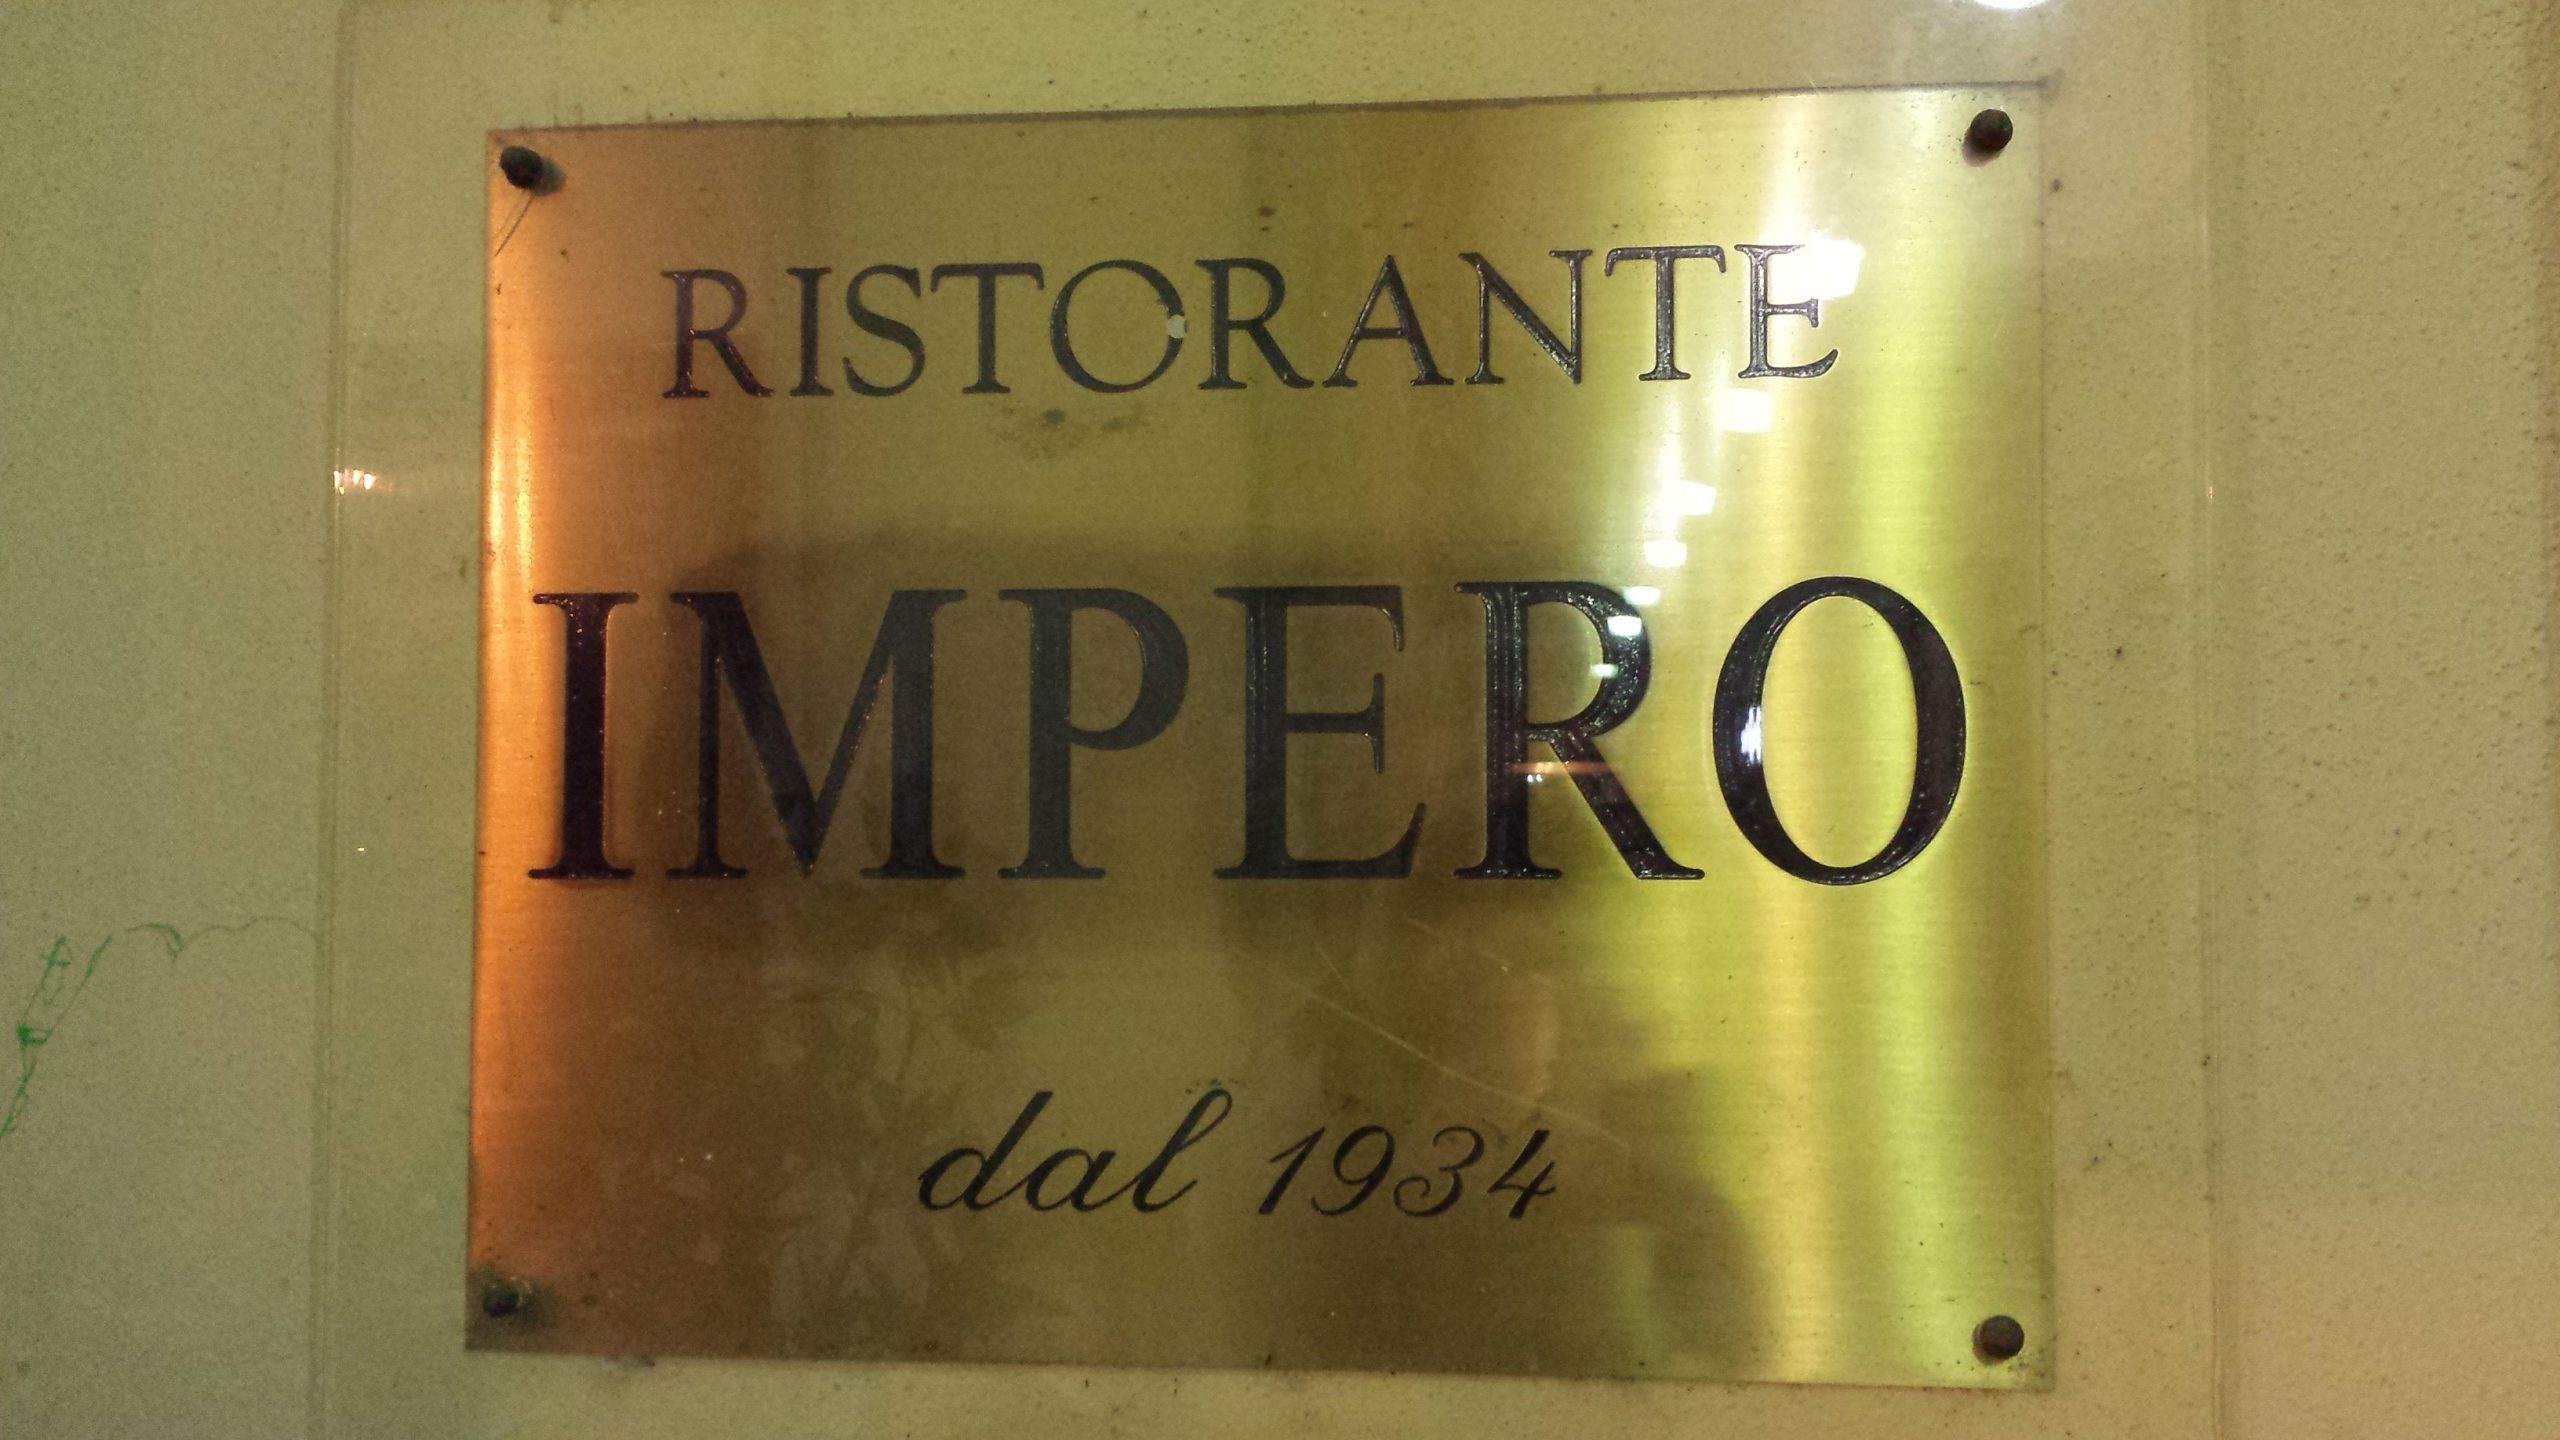 RISTORANTE
IMPERO
dal 1934